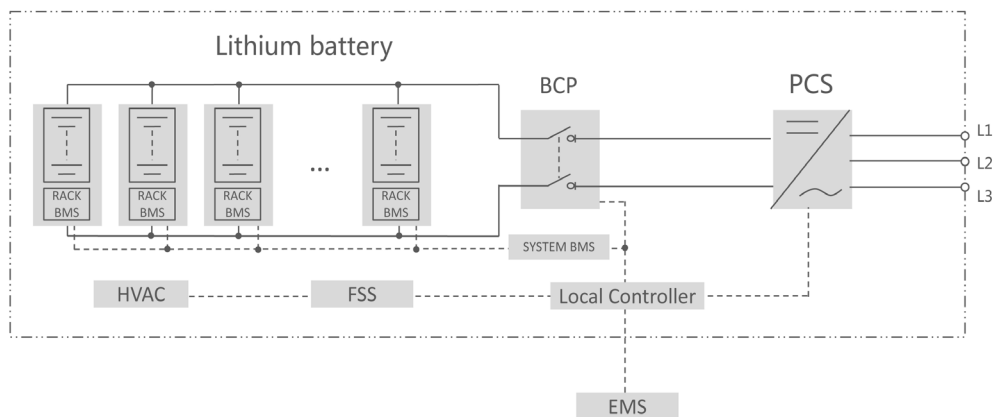 Lithium battery
BCP
PCS
L1
L2
L3
RACK
BMS
RACK
BMS
RACK
BMS
...
RACK
BMS
SYSTEM BMS
HVAC
FSS
Local Controller
EMS